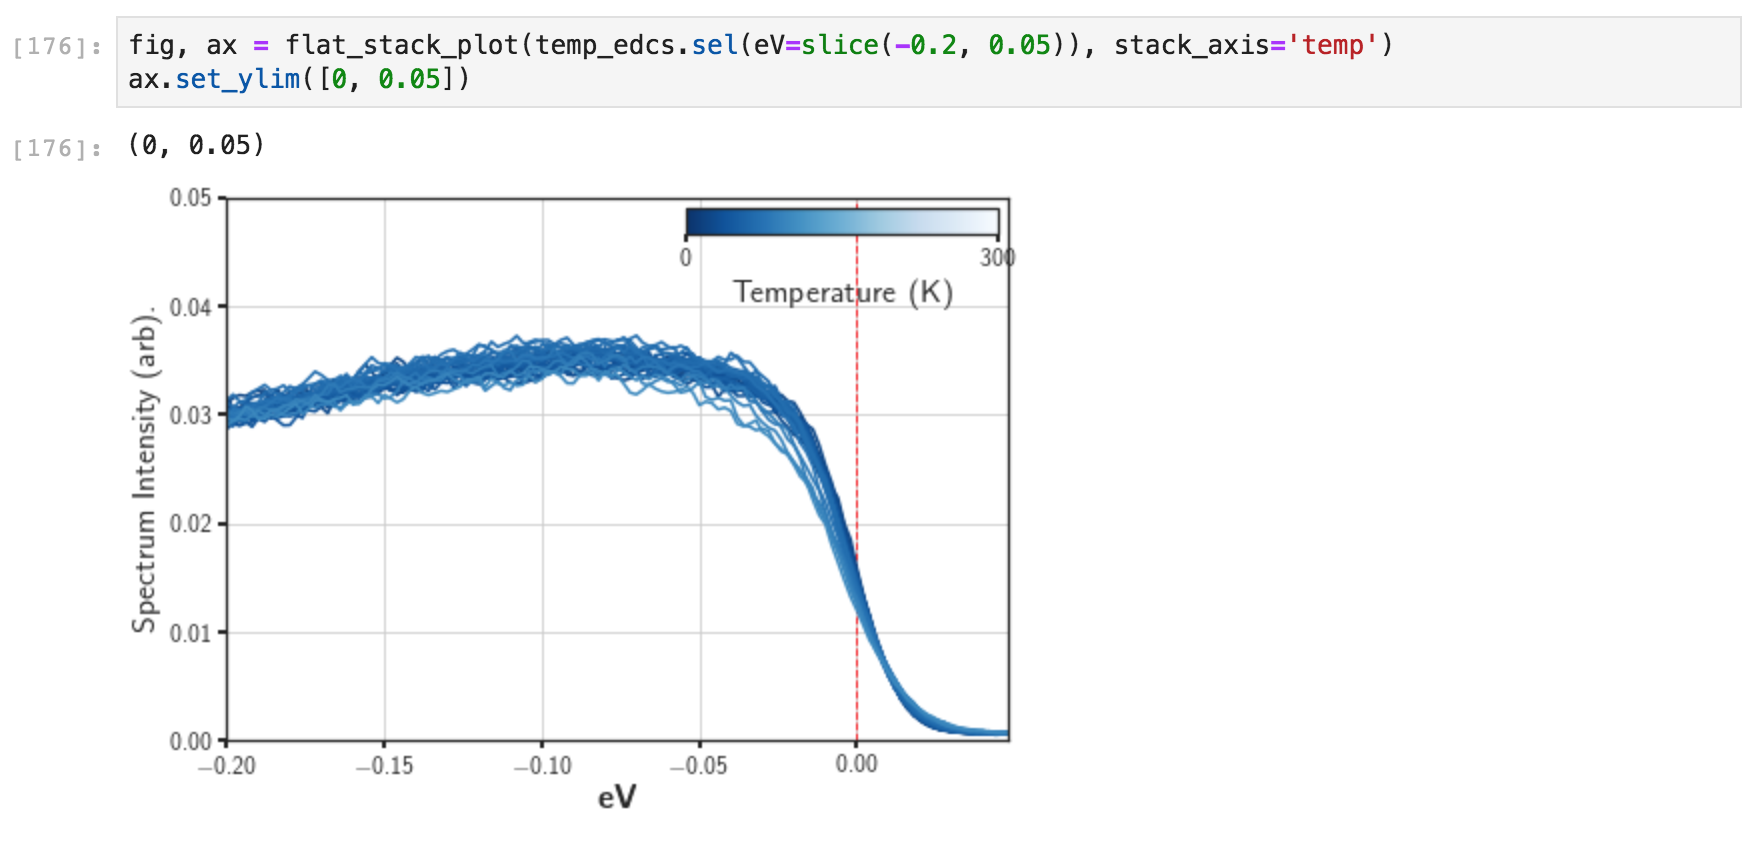 [176]: fig, ax = flat_stack_plot(temp_edcs.sel(eV=slice(-0.2, 0.05)), stack_axis='temp')
ax.set_ylim([0, 0.05])
[176]: (0, 0.05)
0.05
0
300
Temperature (K)
0.04
0.03
0.02
0.01
0.00
Spectrum Intensity (arb).
−0.20
−0.15
−0.10
−0.05
0.00
eV